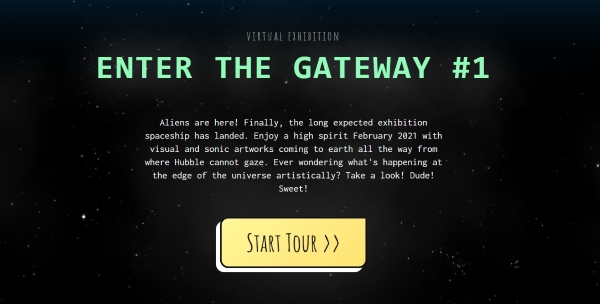 VIRTUAL EXHIBITION
ENTER THE GATEWAY #1
Aliens are here! Finally, the long expected exhibition
spaceship has landed. Enjoy a high spirit February 2021 with
visual and sonic artworks coming to earth all the way from
where Hubble cannot gaze. Ever wondering what's happening at
the edge of the universe artistically? Take a look! Dude!
Sweet!
START TOUR >>